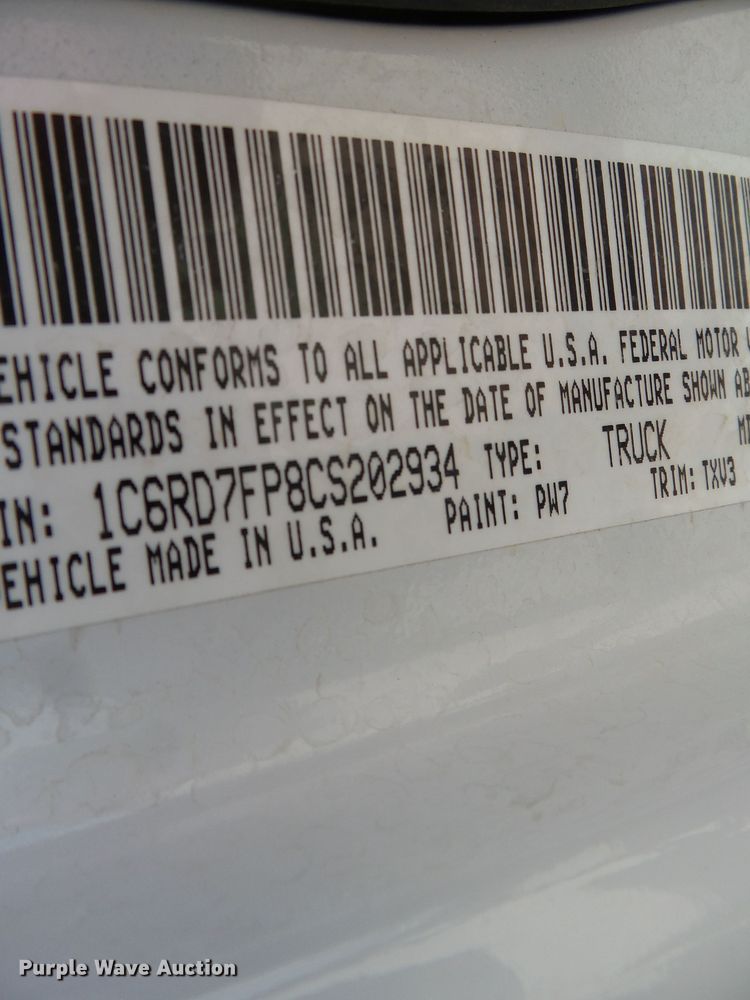 EHICLE CONFORMS TO ALL APPLICABLE U.S.A. FEDERAL MOTOR V
STANDARDS IN EFFECT ON THE DATE OF MANUFACTURE SHOWN AB
IN: 1C6RD7FP8CS202934 TYPE: TRUCK MD
EHICLE MADE IN U.S.A. PAINT: PW7 TRIM: TXV3
Purple Wave Auction